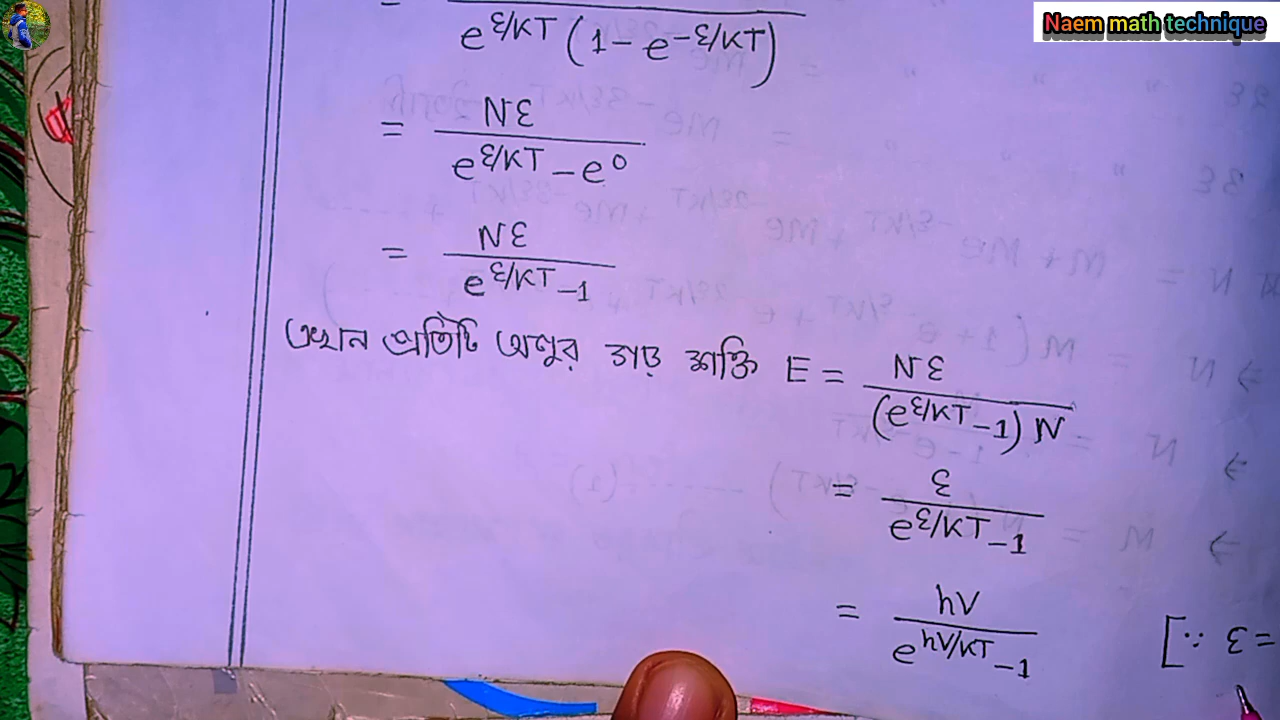 Naem math technique
=
e^{ε/KT} (1 - e^{-ε/KT})
= Nε / (e^{ε/KT} - e^0)
= Nε / (e^{ε/KT} - 1)
তখন প্রতিটি অণুর গড় শক্তি E = Nε / ((e^{ε/KT} - 1) N)
= ε / (e^{ε/KT} - 1)
= hν / (e^{hν/KT} - 1) [∵ ε =